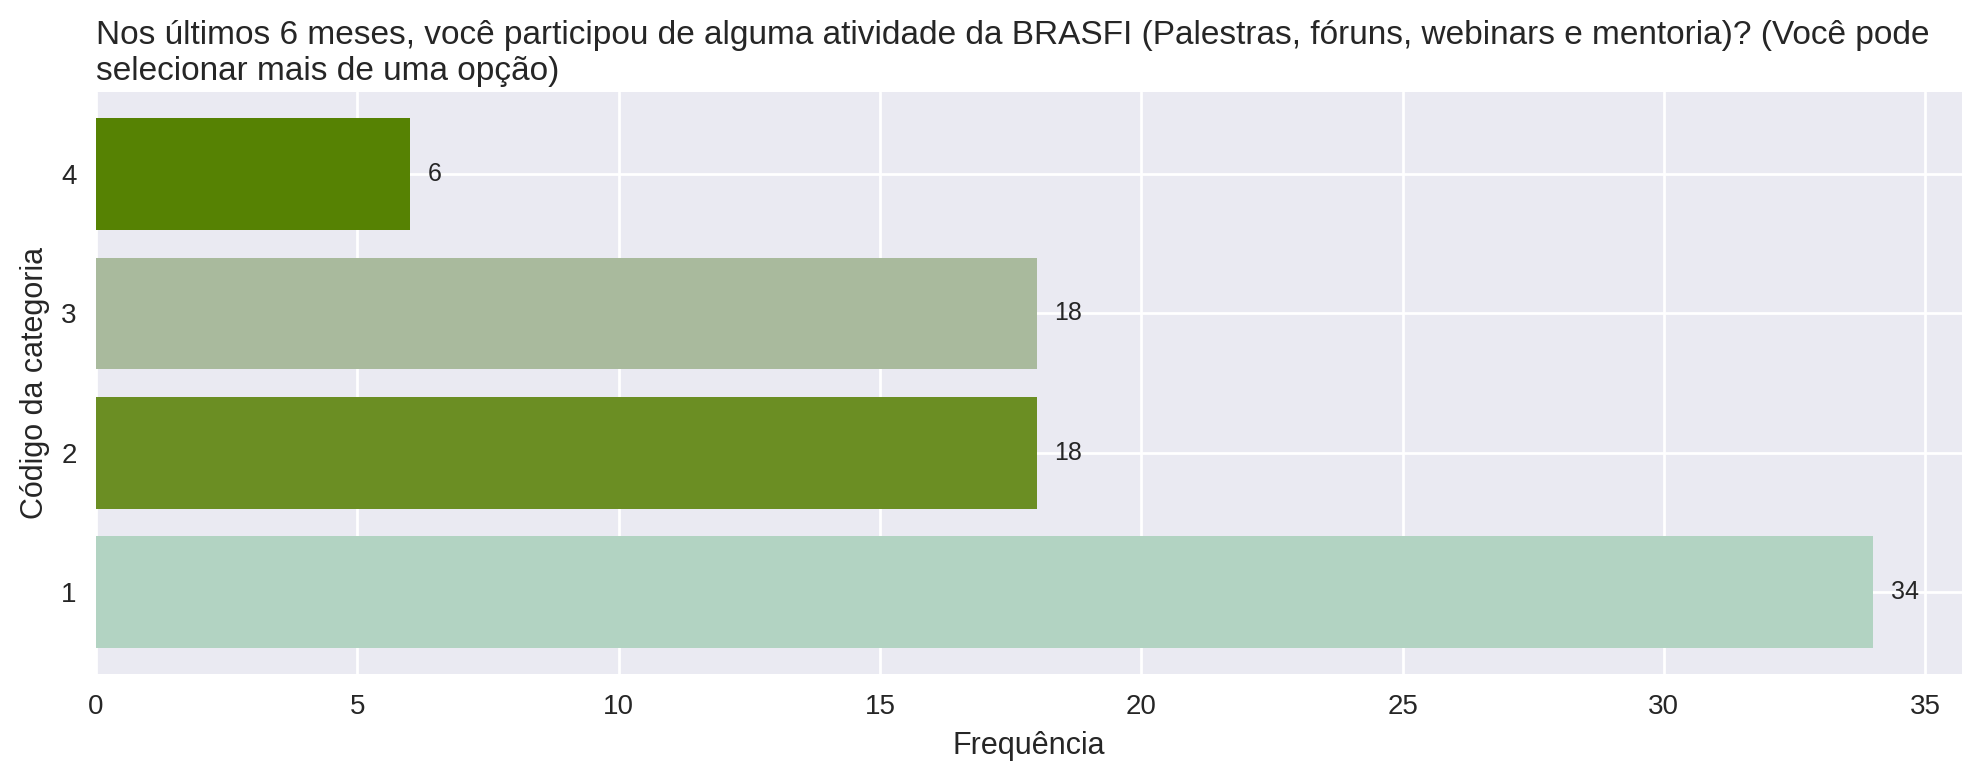 Nos últimos 6 meses, você participou de alguma atividade da BRASFI (Palestras, fóruns, webinars e mentoria)? (Você pode
selecionar mais de uma opção)
Código da categoria
4
6
3
18
2
18
1
34
0 5 10 15 20 25 30 35
Frequência